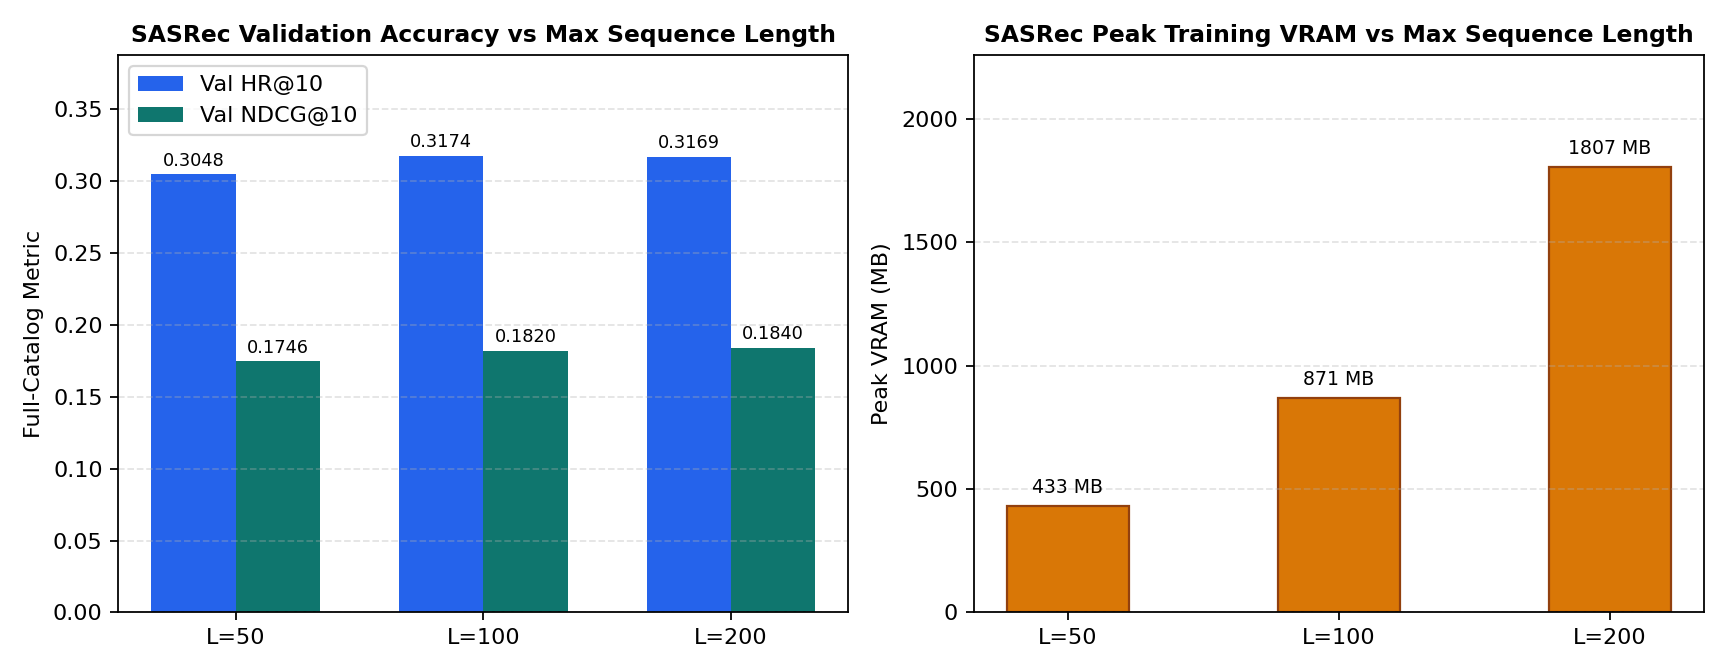 SASRec Validation Accuracy vs Max Sequence Length
Val HR@10
Val NDCG@10
0.3048
0.1746
0.3174
0.1820
0.3169
0.1840
Full-Catalog Metric
0.35
0.30
0.25
0.20
0.15
0.10
0.05
0.00
L=50
L=100
L=200
SASRec Peak Training VRAM vs Max Sequence Length
Peak VRAM (MB)
2000
1500
1000
500
0
433 MB
871 MB
1807 MB
L=50
L=100
L=200